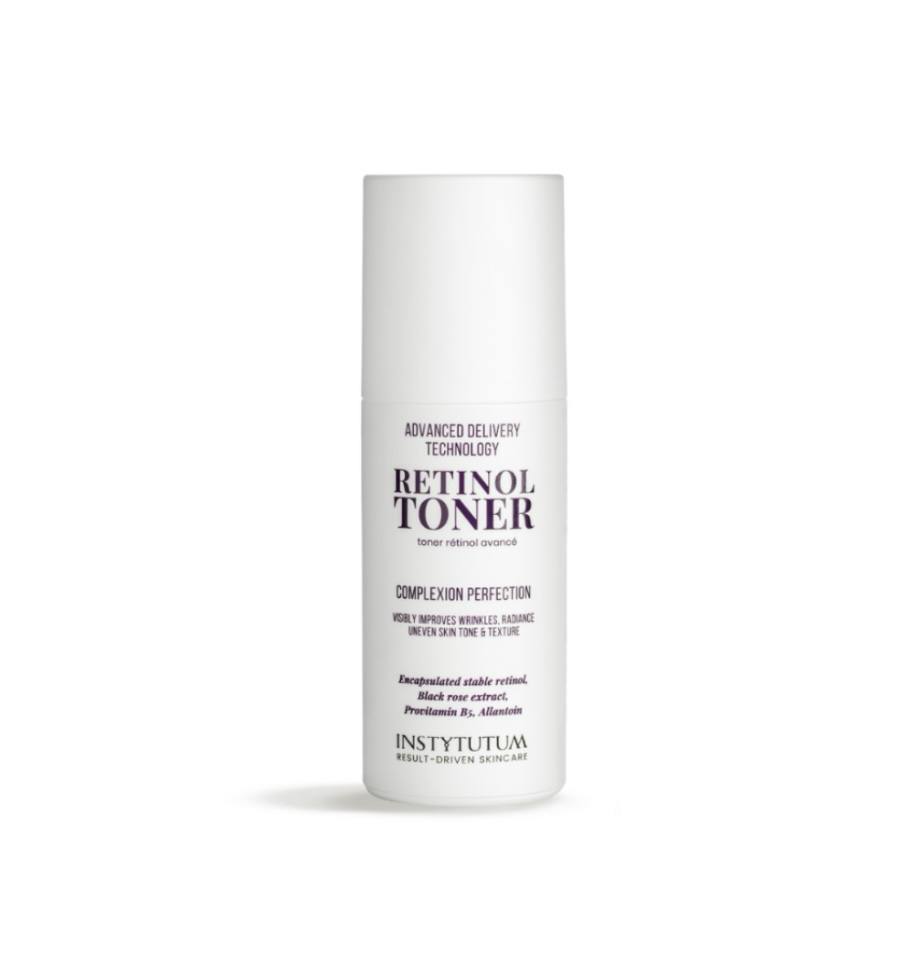 ADVANCED DELIVERY
TECHNOLOGY
RETINOL
TONER
toner rétinol avancé
COMPLEXION PERFECTION
VISIBLY IMPROVES WRINKLES, RADIANCE
UNEVEN SKIN TONE & TEXTURE
Encapsulated stable retinol,
Black rose extract,
Provitamin B5, Allantoin
INSTYTUTUM
RESULT-DRIVEN SKINCARE